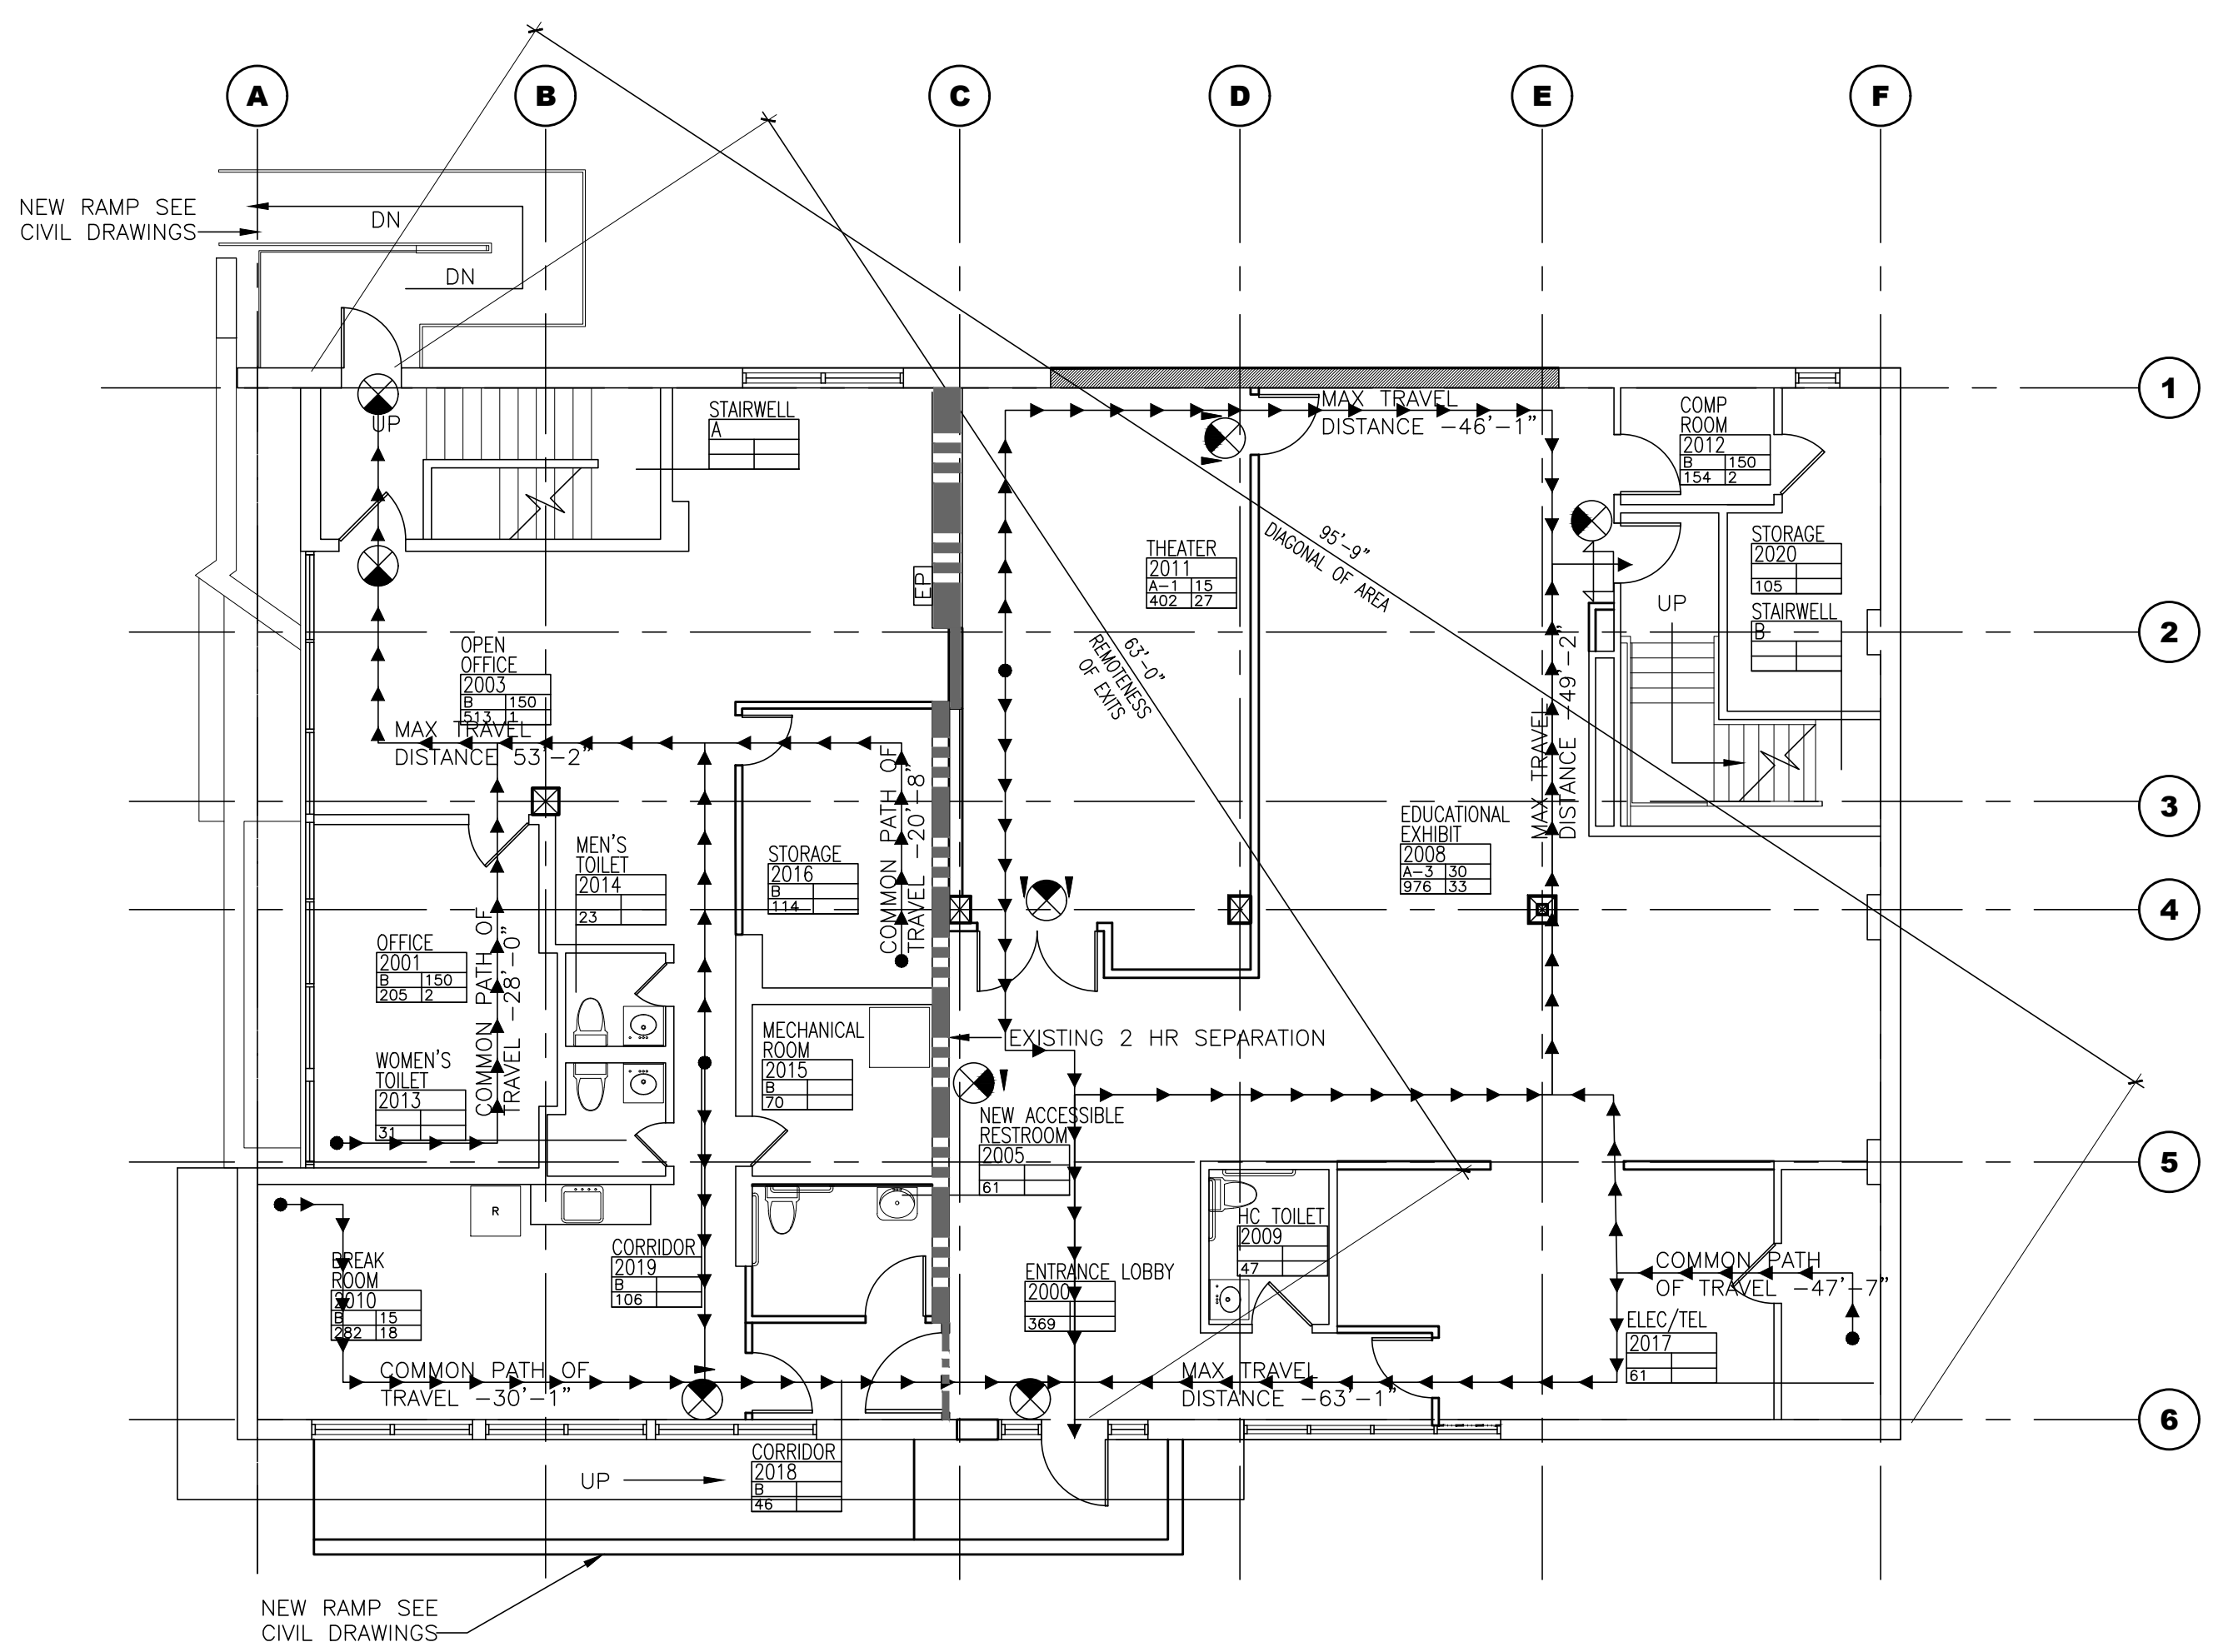 A B C D E F
NEW RAMP SEE
CIVIL DRAWINGS
DN
DN
1
UP
STAIRWELL
A
MAX TRAVEL
DISTANCE -46'-1"
COMP
ROOM
2012
B 150
154 2
95'-9"
DIAGONAL OF AREA
THEATER
2011
A-1 15
402 27
STORAGE
2020
105
EP
UP
STAIRWELL
B
2
63'-0"
REMOTENESS
OF EXITS
OPEN
OFFICE
2003
B 150
513 1
MAX TRAVEL
DISTANCE 53'-2"
MAX TRAVEL
DISTANCE -49'-2"
3
EDUCATIONAL
EXHIBIT
2008
A-3 30
976 33
MEN'S
TOILET
2014
23
STORAGE
2016
B
114
COMMON PATH OF
TRAVEL -20'-8"
4
OFFICE
2001
B 150
205 2
COMMON PATH OF
TRAVEL -28'-0"
MECHANICAL
ROOM
2015
B
70
EXISTING 2 HR SEPARATION
WOMEN'S
TOILET
2013
31
NEW ACCESSIBLE
RESTROOM
2005
61
5
R
HC TOILET
2009
47
BREAK
ROOM
2010
B 15
282 18
CORRIDOR
2019
B
106
ENTRANCE LOBBY
2000
369
COMMON PATH
OF TRAVEL -47'-7"
ELEC/TEL
2017
61
COMMON PATH OF
TRAVEL -30'-1"
MAX TRAVEL
DISTANCE -63'-1"
6
CORRIDOR
2018
B
46
UP
NEW RAMP SEE
CIVIL DRAWINGS